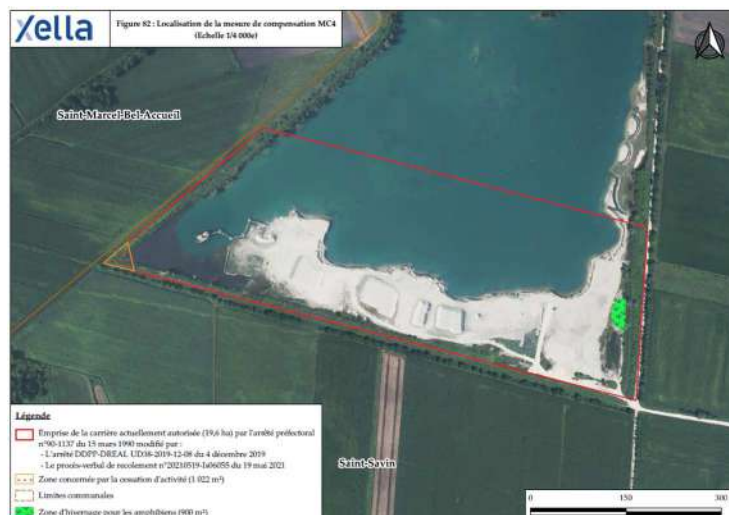 Xella
Figure 82 : Localisation de la mesure de compensation MC4
(Echelle 1/4 000e)
Saint-Marcel-Bel-Accueil
Saint-Savin
Légende
Emprise de la carrière actuellement autorisée (19,6 ha) par l'arrêté préfectoral
n°90-1137 du 15 mars 1990 modifié par :
- L'arrêté DDPP-DREAL UD38-2019-12-08 du 4 décembre 2019
- Le procès-verbal de recolement n°20210519-1s06055 du 19 mai 2021
Zone concernée par la cessation d'activité (1 022 m²)
Limites communales
Zone d'hivernage pour les amphibiens (900 m²)
0 150 300